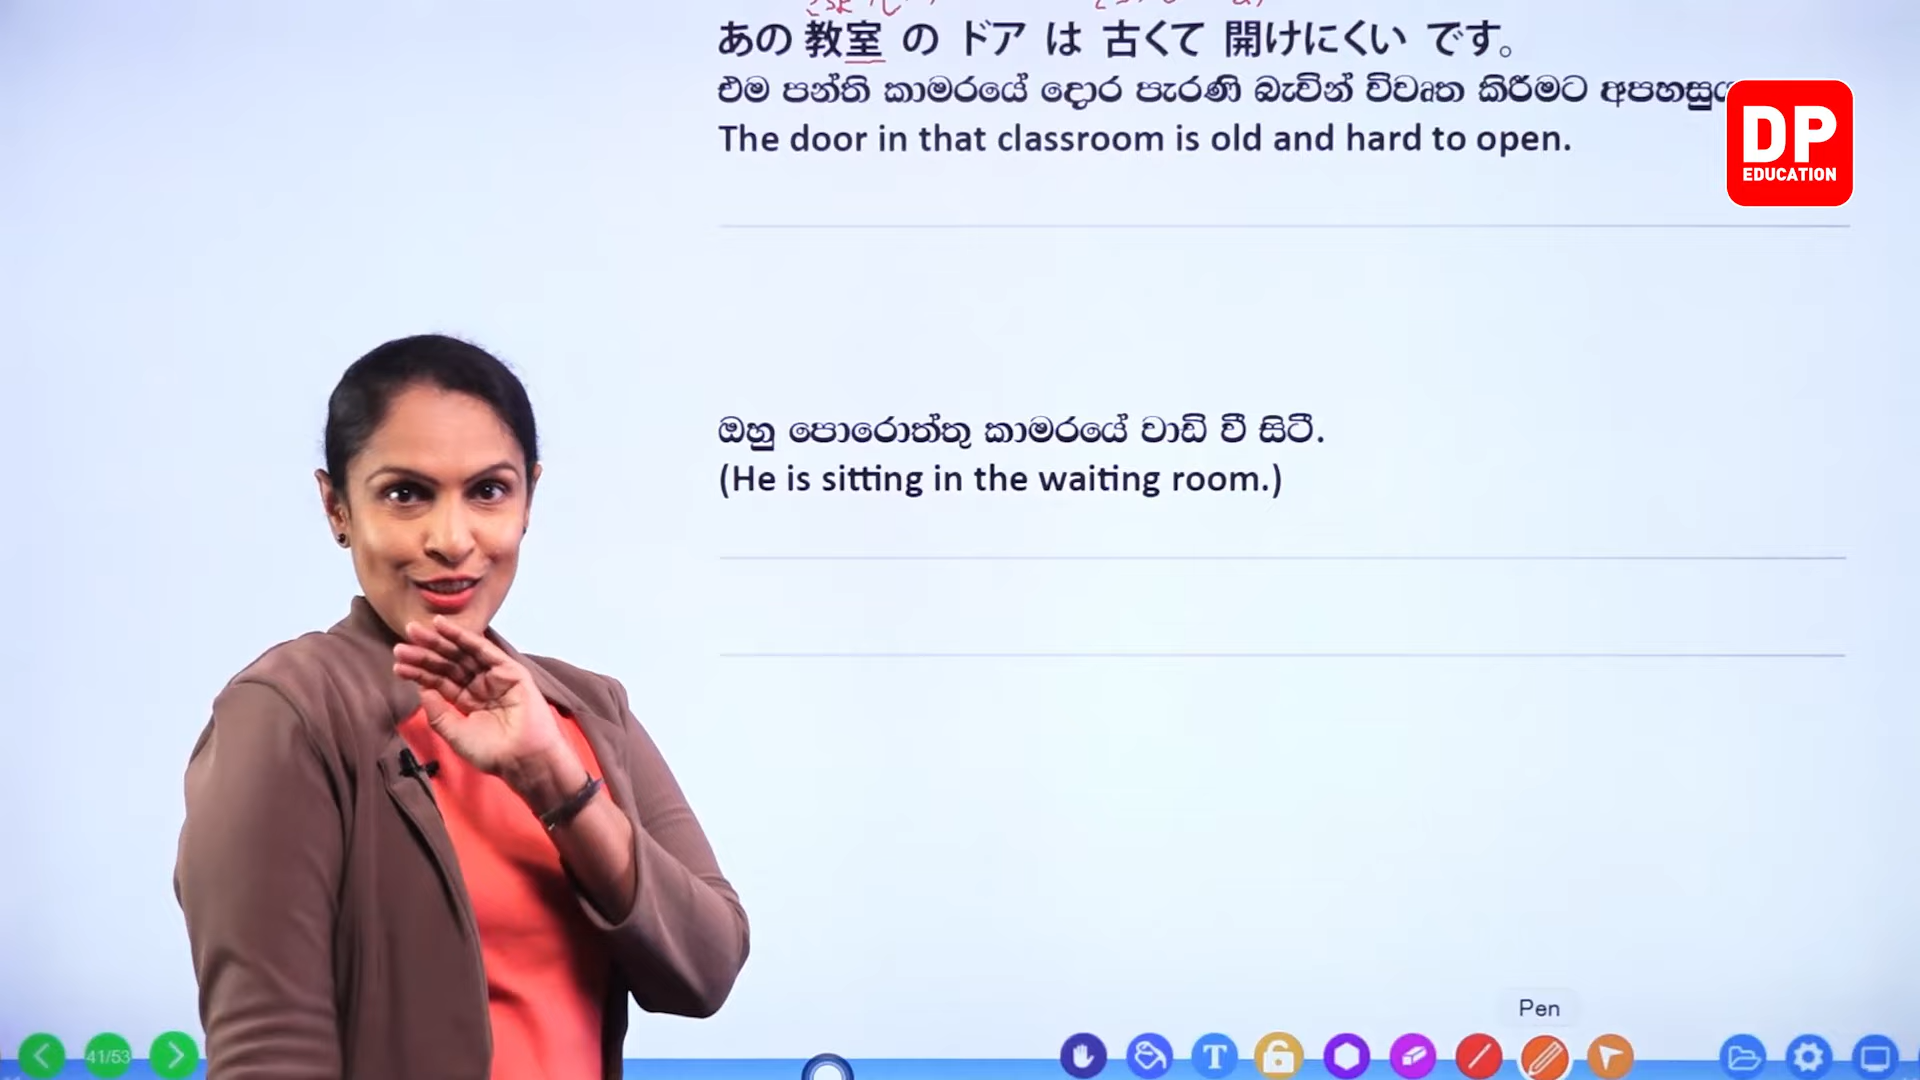 あの 教室 の ドア は 古くて 開けにくい です。
එම පන්ති කාමරයේ දොර පැරණි බැවින් විවෘත කිරීමට
The door in that classroom is old and hard to open.
DP
EDUCATION
ඔහු පොරොත්තු කාමරයේ වාඩි වී සිටී.
(He is sitting in the waiting room.)
Pen
41/53
T